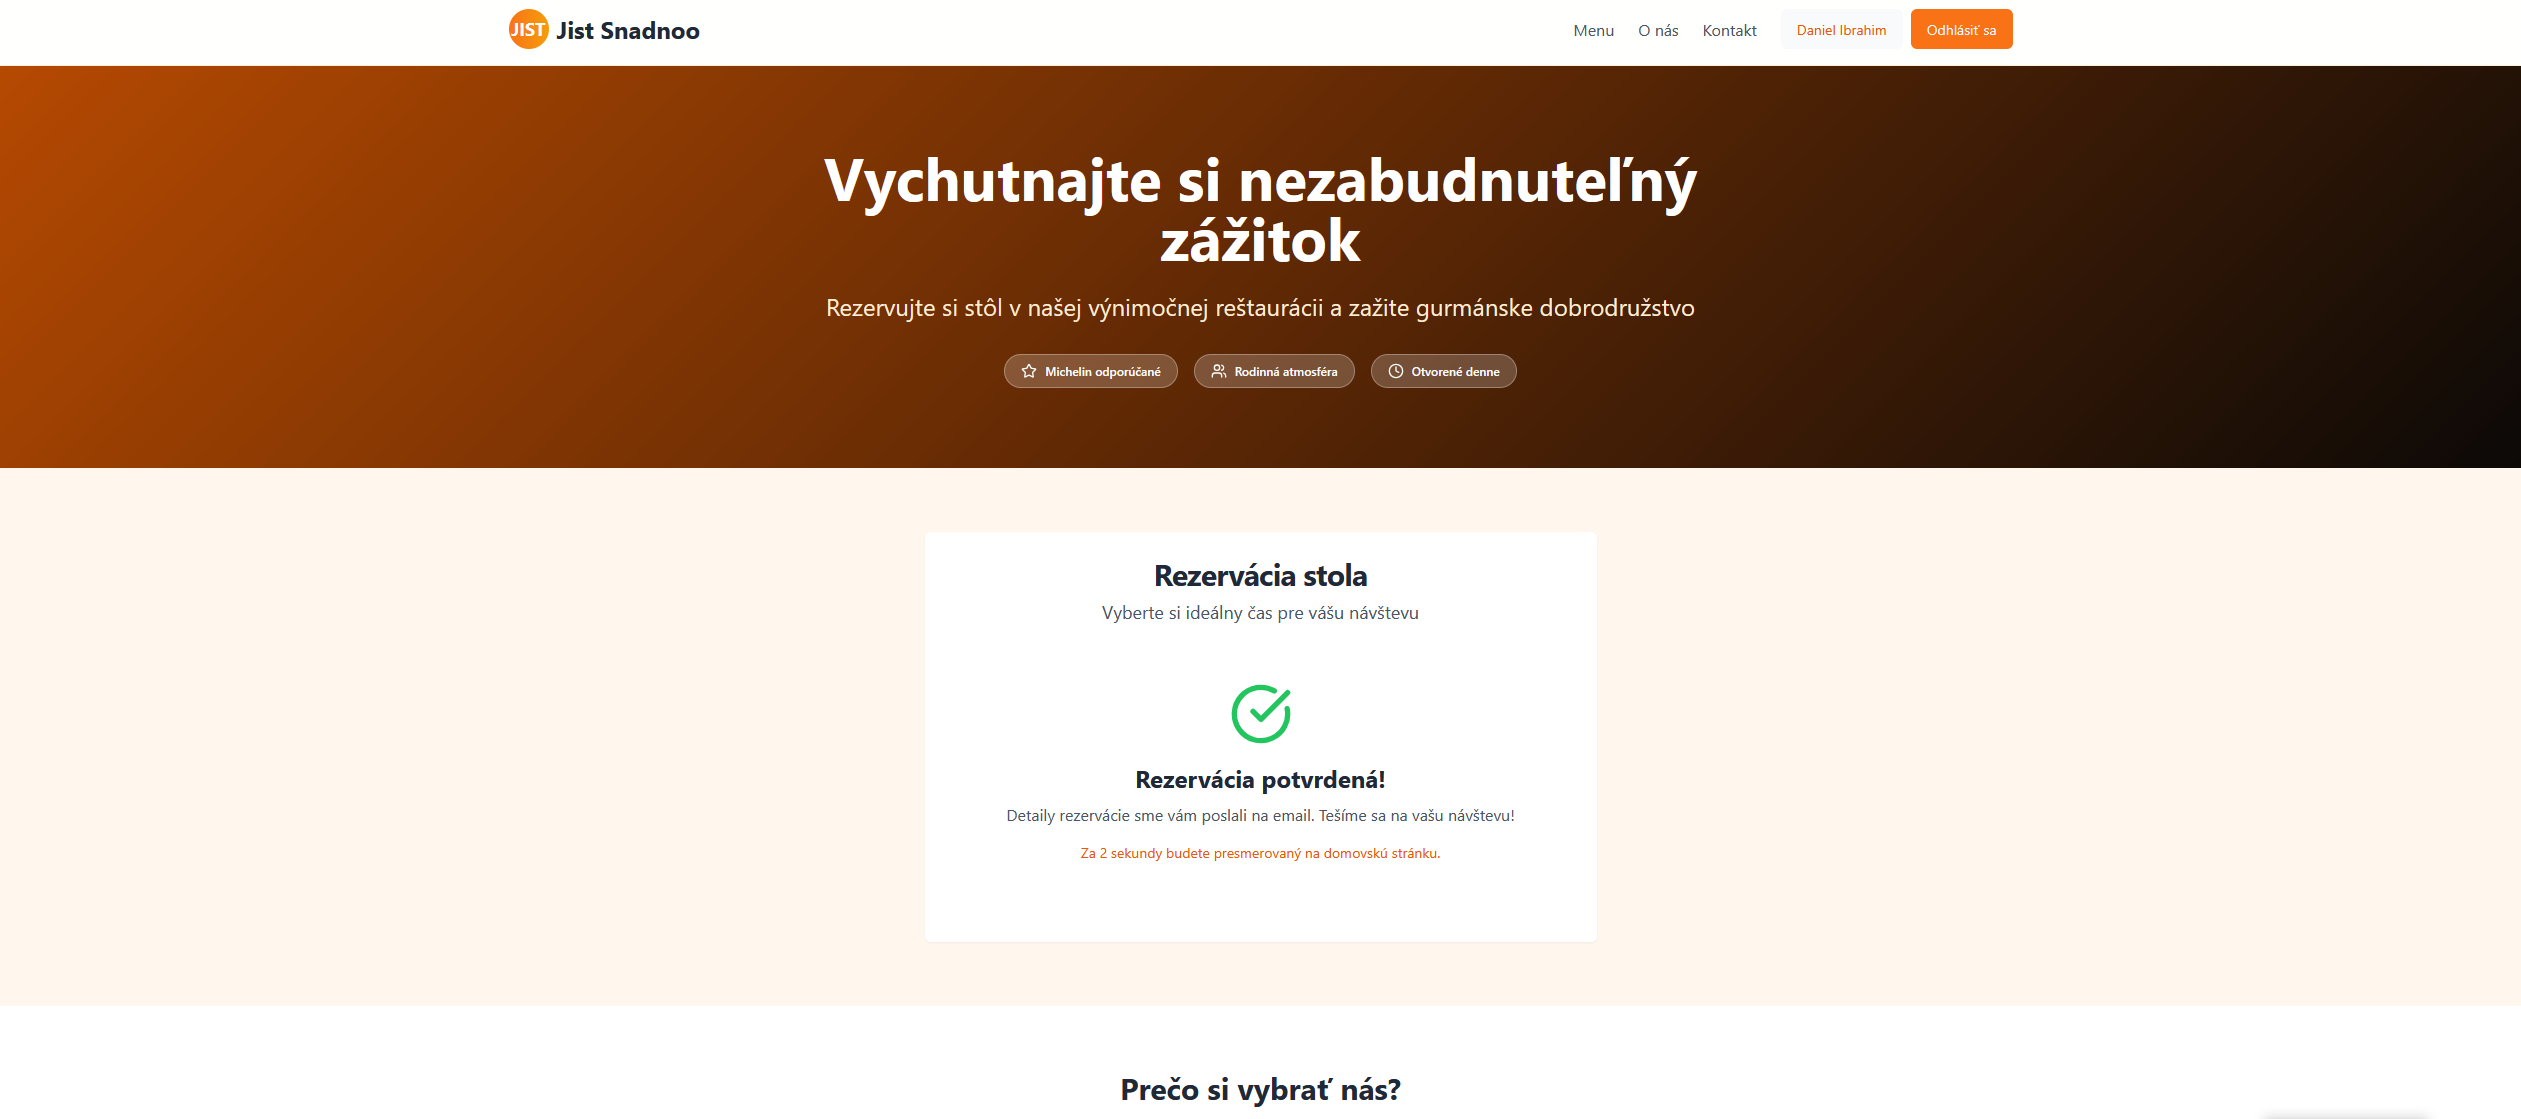 JIST Jist Snadnoo
Menu O nás Kontakt Daniel Ibrahim Odhlásiť sa
Vychutnajte si nezabudnuteľný
zážitok
Rezervujte si stôl v našej výnimočnej reštaurácii a zažite gurmánske dobrodružstvo
Michelin odporúčané Rodinná atmosféra Otvorené denne
Rezervácia stola
Vyberte si ideálny čas pre vášu návštevu
Rezervácia potvrdená!
Detaily rezervácie sme vám poslali na email. Tešíme sa na vašu návštevu!
Za 2 sekundy budete presmerovaný na domovskú stránku.
Prečo si vybrať nás?